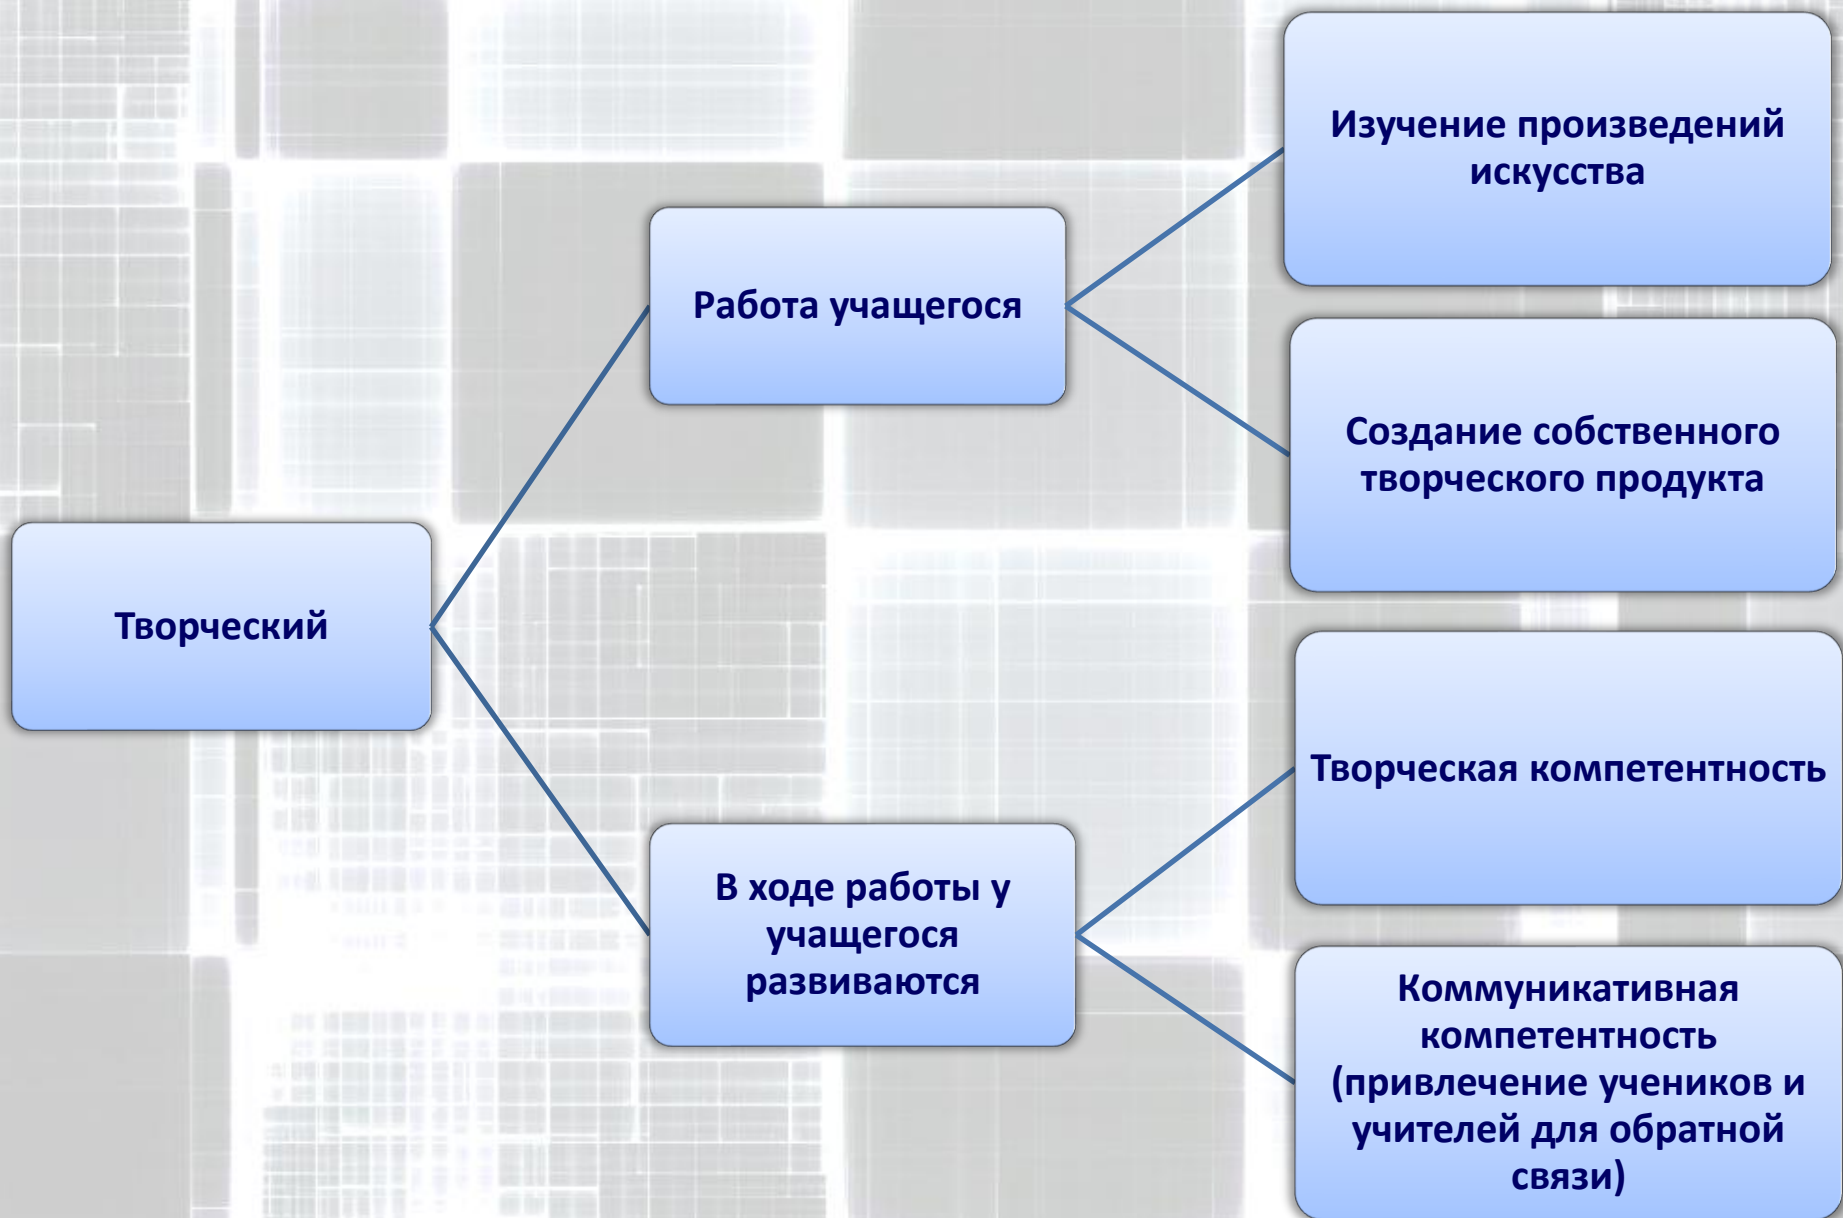 Творческий
Работа учащегося
Изучение произведений
искусства
Создание собственного
творческого продукта
В ходе работы у
учащегося
развиваются
Творческая компетентность
Коммуникативная
компетентность
(привлечение учеников и
учителей для обратной
связи)